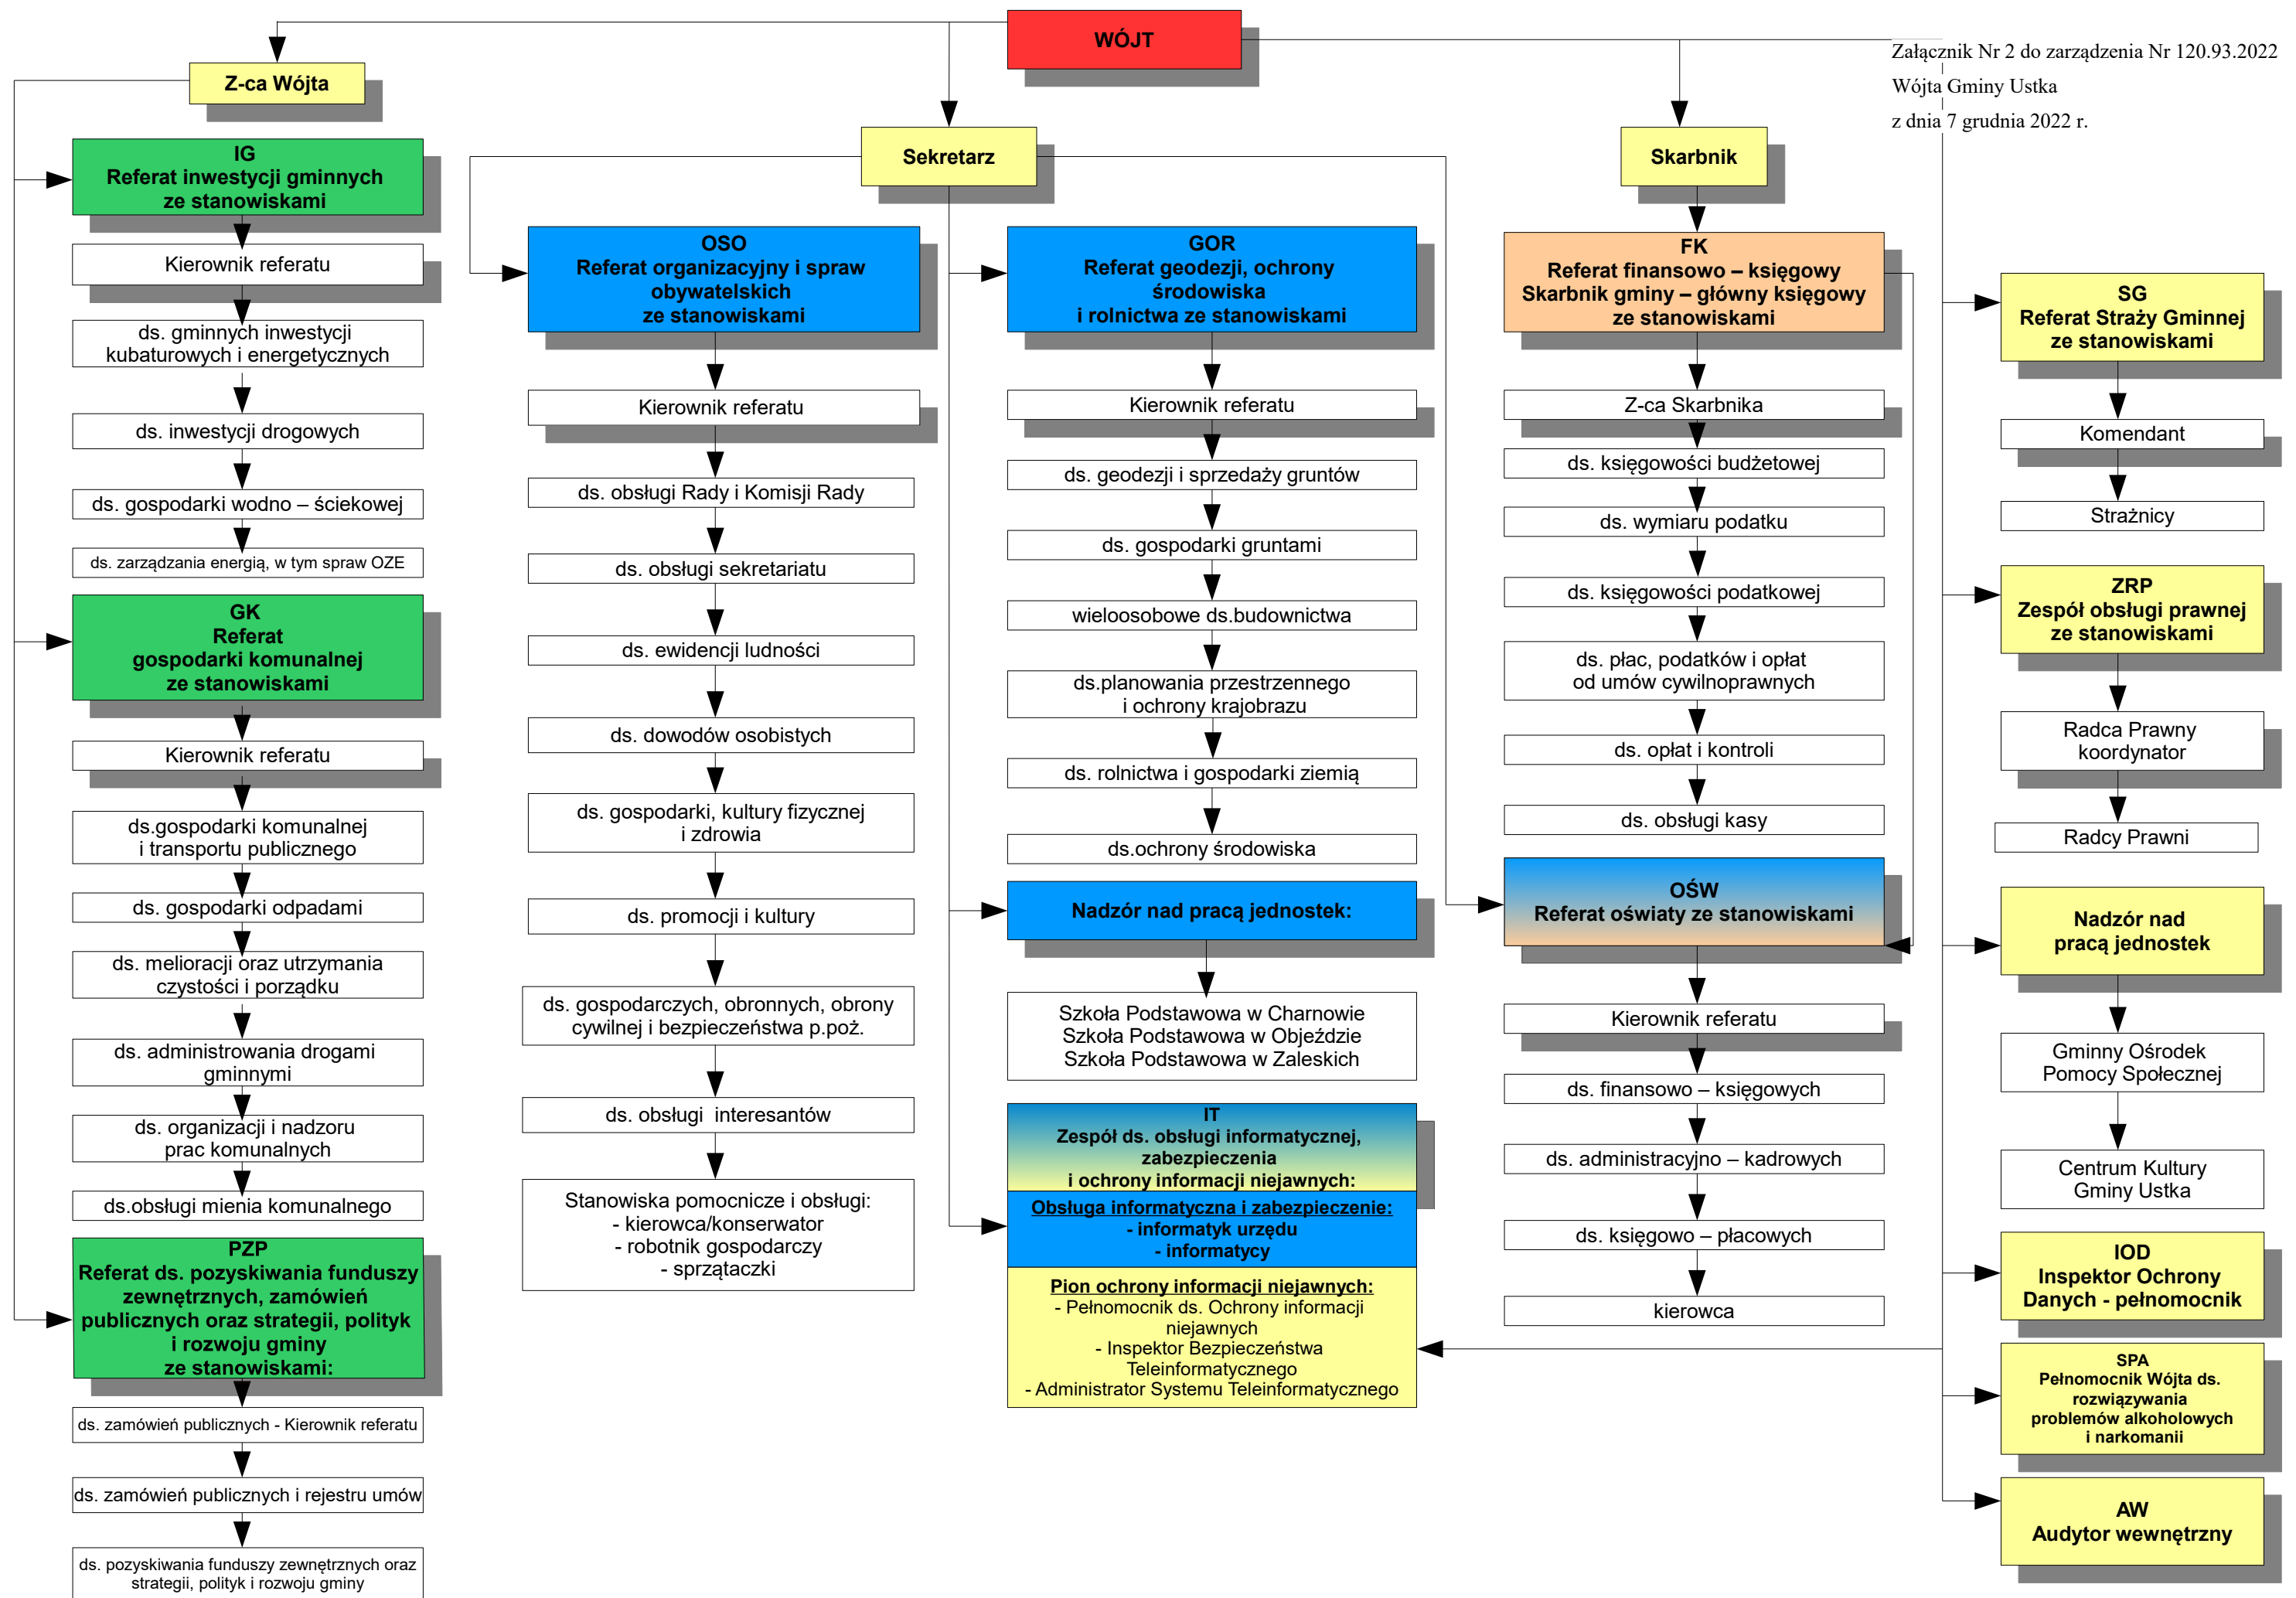 WÓJT
Załącznik Nr 2 do zarządzenia Nr 120.93.2022
Wójta Gminy Ustka
z dnia 7 grudnia 2022 r.
Z-ca Wójta
Sekretarz
Skarbnik
IG
Referat inwestycji gminnych
ze stanowiskami
Kierownik referatu
ds. gminnych inwestycji
kubaturowych i energetycznych
ds. inwestycji drogowych
ds. gospodarki wodno – ściekowej
ds. zarządzania energią, w tym spraw OZE
GK
Referat
gospodarki komunalnej
ze stanowiskami
Kierownik referatu
ds.gospodarki komunalnej
i transportu publicznego
ds. gospodarki odpadami
ds. melioracji oraz utrzymania
czystości i porządku
ds. administrowania drogami
gminnymi
ds. organizacji i nadzoru
prac komunalnych
ds.obsługi mienia komunalnego
PZP
Referat ds. pozyskiwania funduszy
zewnętrznych, zamówień
publicznych oraz strategii, polityk
i rozwoju gminy
ze stanowiskami:
ds. zamówień publicznych - Kierownik referatu
ds. zamówień publicznych i rejestru umów
ds. pozyskiwania funduszy zewnętrznych oraz
strategii, polityk i rozwoju gminy
OSO
Referat organizacyjny i spraw
obywatelskich
ze stanowiskami
Kierownik referatu
ds. obsługi Rady i Komisji Rady
ds. obsługi sekretariatu
ds. ewidencji ludności
ds. dowodów osobistych
ds. gospodarki, kultury fizycznej
i zdrowia
ds. promocji i kultury
ds. gospodarczych, obronnych, obrony
cywilnej i bezpieczeństwa p.poż.
ds. obsługi interesantów
Stanowiska pomocnicze i obsługi:
- kierowca/konserwator
- robotnik gospodarczy
- sprzątaczki
GOR
Referat geodezji, ochrony
środowiska
i rolnictwa ze stanowiskami
Kierownik referatu
ds. geodezji i sprzedaży gruntów
ds. gospodarki gruntami
wieloosobowe ds.budownictwa
ds.planowania przestrzennego
i ochrony krajobrazu
ds. rolnictwa i gospodarki ziemią
ds.ochrony środowiska
Nadzór nad pracą jednostek:
Szkoła Podstawowa w Charnowie
Szkoła Podstawowa w Objeździe
Szkoła Podstawowa w Zaleskich
IT
Zespół ds. obsługi informatycznej,
zabezpieczenia
i ochrony informacji niejawnych:
Obsługa informatyczna i zabezpieczenie:
- informatyk urzędu
- informatycy
Pion ochrony informacji niejawnych:
- Pełnomocnik ds. Ochrony informacji
niejawnych
- Inspektor Bezpieczeństwa
Teleinformatycznego
- Administrator Systemu Teleinformatycznego
FK
Referat finansowo – księgowy
Skarbnik gminy – główny księgowy
ze stanowiskami
Z-ca Skarbnika
ds. księgowości budżetowej
ds. wymiaru podatku
ds. księgowości podatkowej
ds. płac, podatków i opłat
od umów cywilnoprawnych
ds. opłat i kontroli
ds. obsługi kasy
OŚW
Referat oświaty ze stanowiskami
Kierownik referatu
ds. finansowo – księgowych
ds. administracyjno – kadrowych
ds. księgowo – płacowych
kierowca
SG
Referat Straży Gminnej
ze stanowiskami
Komendant
Strażnicy
ZRP
Zespół obsługi prawnej
ze stanowiskami
Radca Prawny
koordynator
Radcy Prawni
Nadzór nad
pracą jednostek
Gminny Ośrodek
Pomocy Społecznej
Centrum Kultury
Gminy Ustka
IOD
Inspektor Ochrony
Danych - pełnomocnik
SPA
Pełnomocnik Wójta ds.
rozwiązywania
problemów alkoholowych
i narkomanii
AW
Audytor wewnętrzny